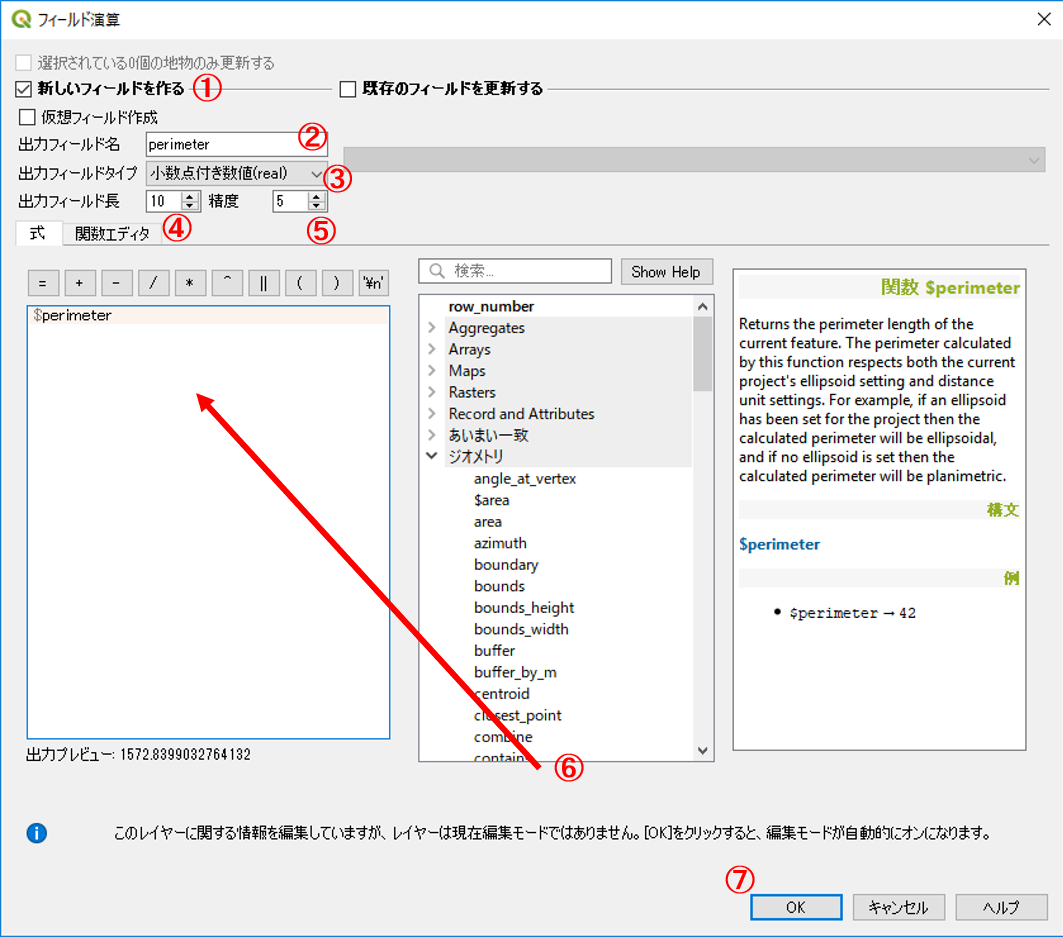 フィールド演算
選択されている0個の地物のみ更新する
新しいフィールドを作る ①
既存のフィールドを更新する
仮想フィールド作成
出力フィールド名 perimeter ②
出力フィールドタイプ 小数点付き数値(real) ③
出力フィールド長 10 精度 5
④ ⑤
式 関数エディタ
= + - / * ^ || ( ) '¥n'
$perimeter
出力プレビュー: 1572.8399032764132
検索... Show Help
row_number
Aggregates
Arrays
Maps
Rasters
Record and Attributes
あいまい一致
ジオメトリ
angle_at_vertex
$area
area
azimuth
boundary
bounds
bounds_height
bounds_width
buffer
buffer_by_m
centroid
closest_point
combine
contain
⑥
関数 $perimeter
Returns the perimeter length of the
current feature. The perimeter calculated
by this function respects both the current
project's ellipsoid setting and distance
unit settings. For example, if an ellipsoid
has been set for the project then the
calculated perimeter will be ellipsoidal,
and if no ellipsoid is set then the
calculated perimeter will be planimetric.
構文
$perimeter
例
• $perimeter → 42
このレイヤーに関する情報を編集していますが、レイヤーは現在編集モードではありません。[OK]をクリックすると、編集モードが自動的にオンになります。
⑦
OK キャンセル ヘルプ